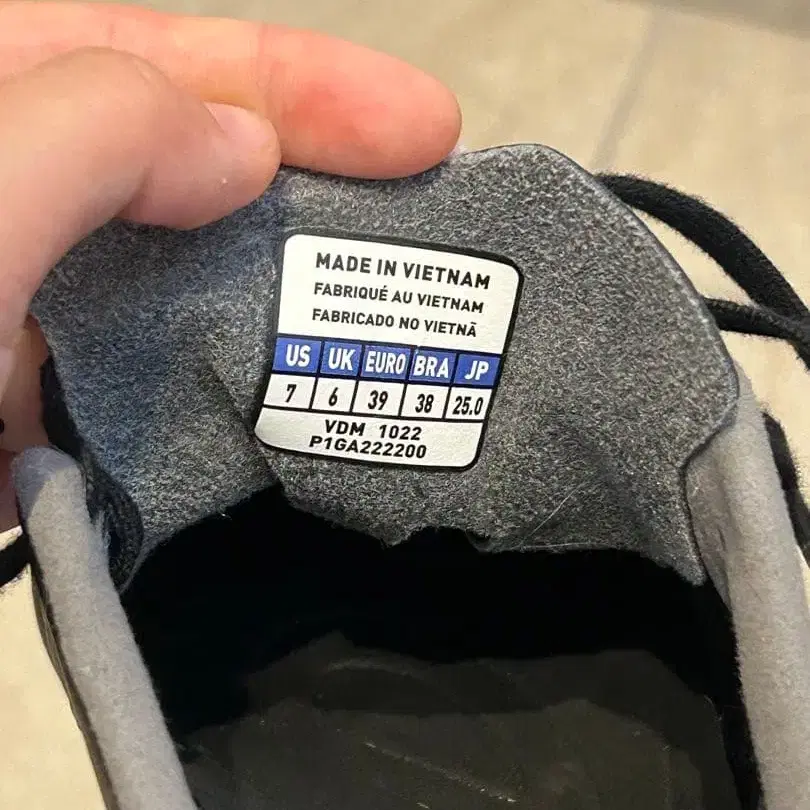 MADE IN VIETNAM
FABRIQUÉ AU VIETNAM
FABRICADO NO VIETNÃ
US UK EURO BRA JP
7 6 39 38 25.0
VDM 1022
P1GA222200